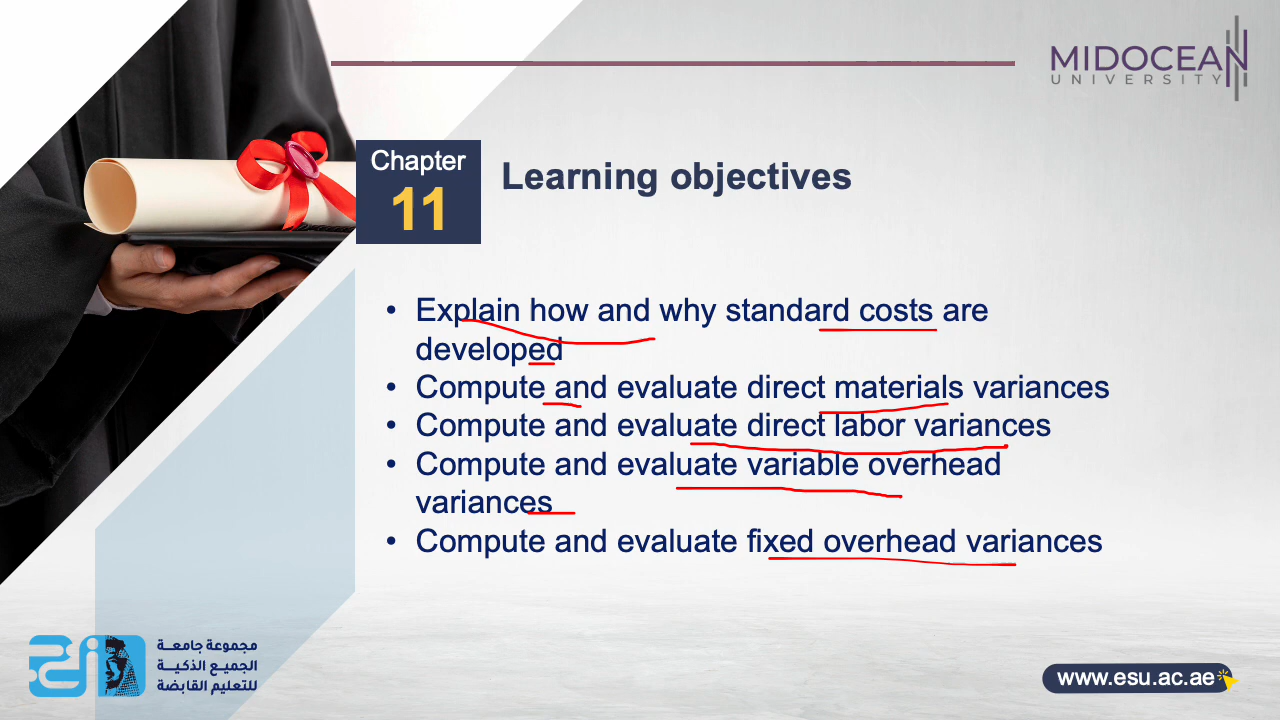 MIDOCEAN
UNIVERSITY
Chapter
11
Learning objectives
• Explain how and why standard costs are
developed
• Compute and evaluate direct materials variances
• Compute and evaluate direct labor variances
• Compute and evaluate variable overhead
variances
• Compute and evaluate fixed overhead variances
مجموعة جامعة
الجميع الذكية
للتعليم القابضة
www.esu.ac.ae